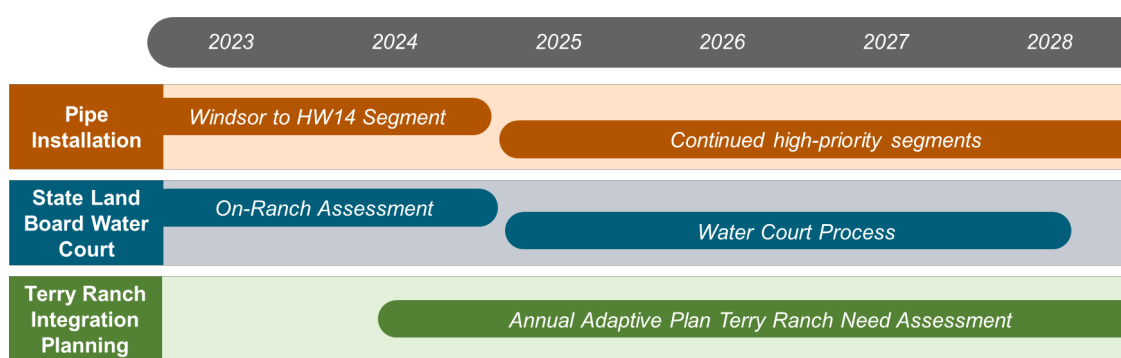 2023 2024 2025 2026 2027 2028
Pipe
Installation
Windsor to HW14 Segment
Continued high-priority segments
State Land
Board Water
Court
On-Ranch Assessment
Water Court Process
Terry Ranch
Integration
Planning
Annual Adaptive Plan Terry Ranch Need Assessment